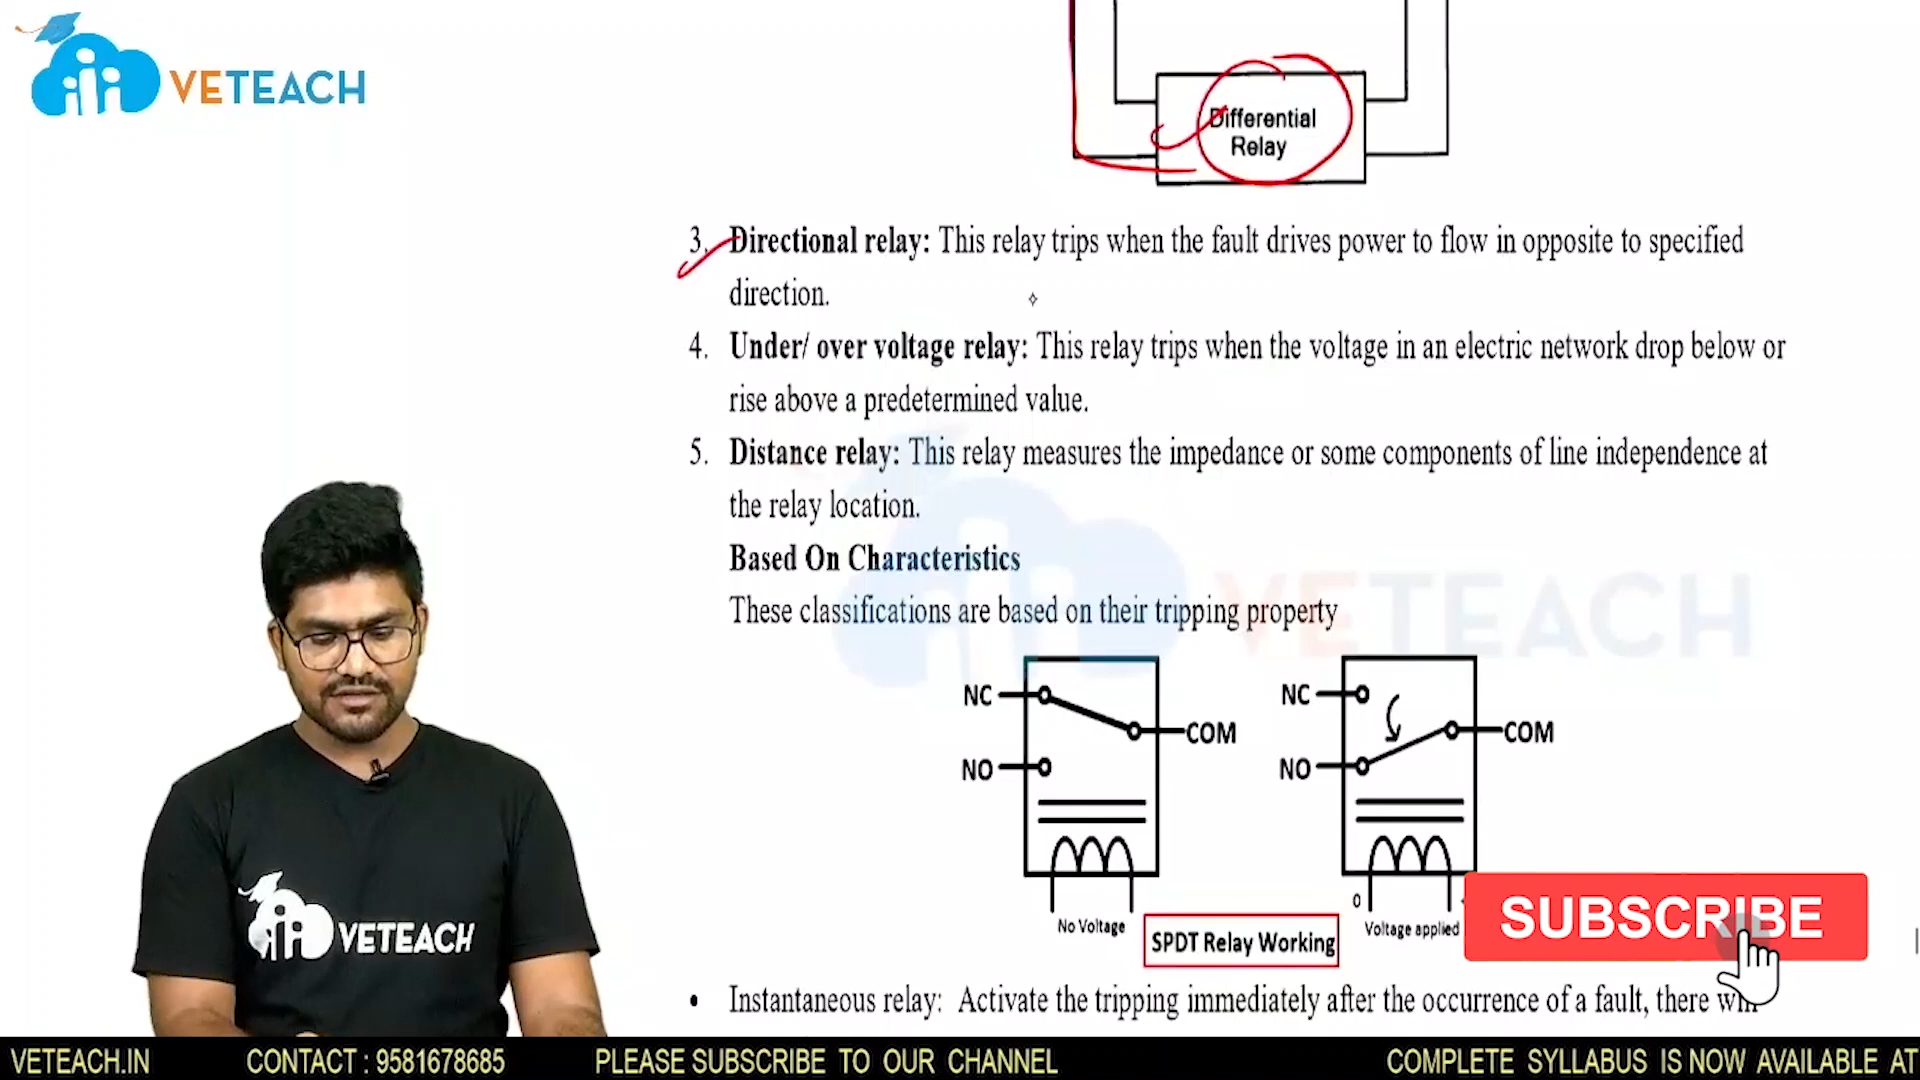 VETEACH
Differential
Relay
3. Directional relay: This relay trips when the fault drives power to flow in opposite to specified
direction.
4. Under/ over voltage relay: This relay trips when the voltage in an electric network drop below or
rise above a predetermined value.
5. Distance relay: This relay measures the impedance or some components of line independence at
the relay location.
Based On Characteristics
These classifications are based on their tripping property
VETEACH
NC
COM
NO
NC
COM
NO
No Voltage
0
Voltage applied
SPDT Relay Working
SUBSCRIBE
VETEACH
• Instantaneous relay: Activate the tripping immediately after the occurrence of a fault, there
VETEACH.IN CONTACT : 9581678685 PLEASE SUBSCRIBE TO OUR CHANNEL COMPLETE SYLLABUS IS NOW AVAILABLE AT